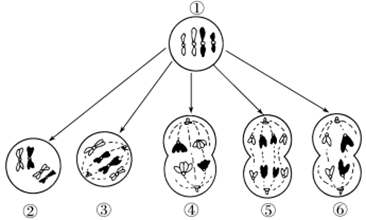 ①
② ③ ④ ⑤ ⑥